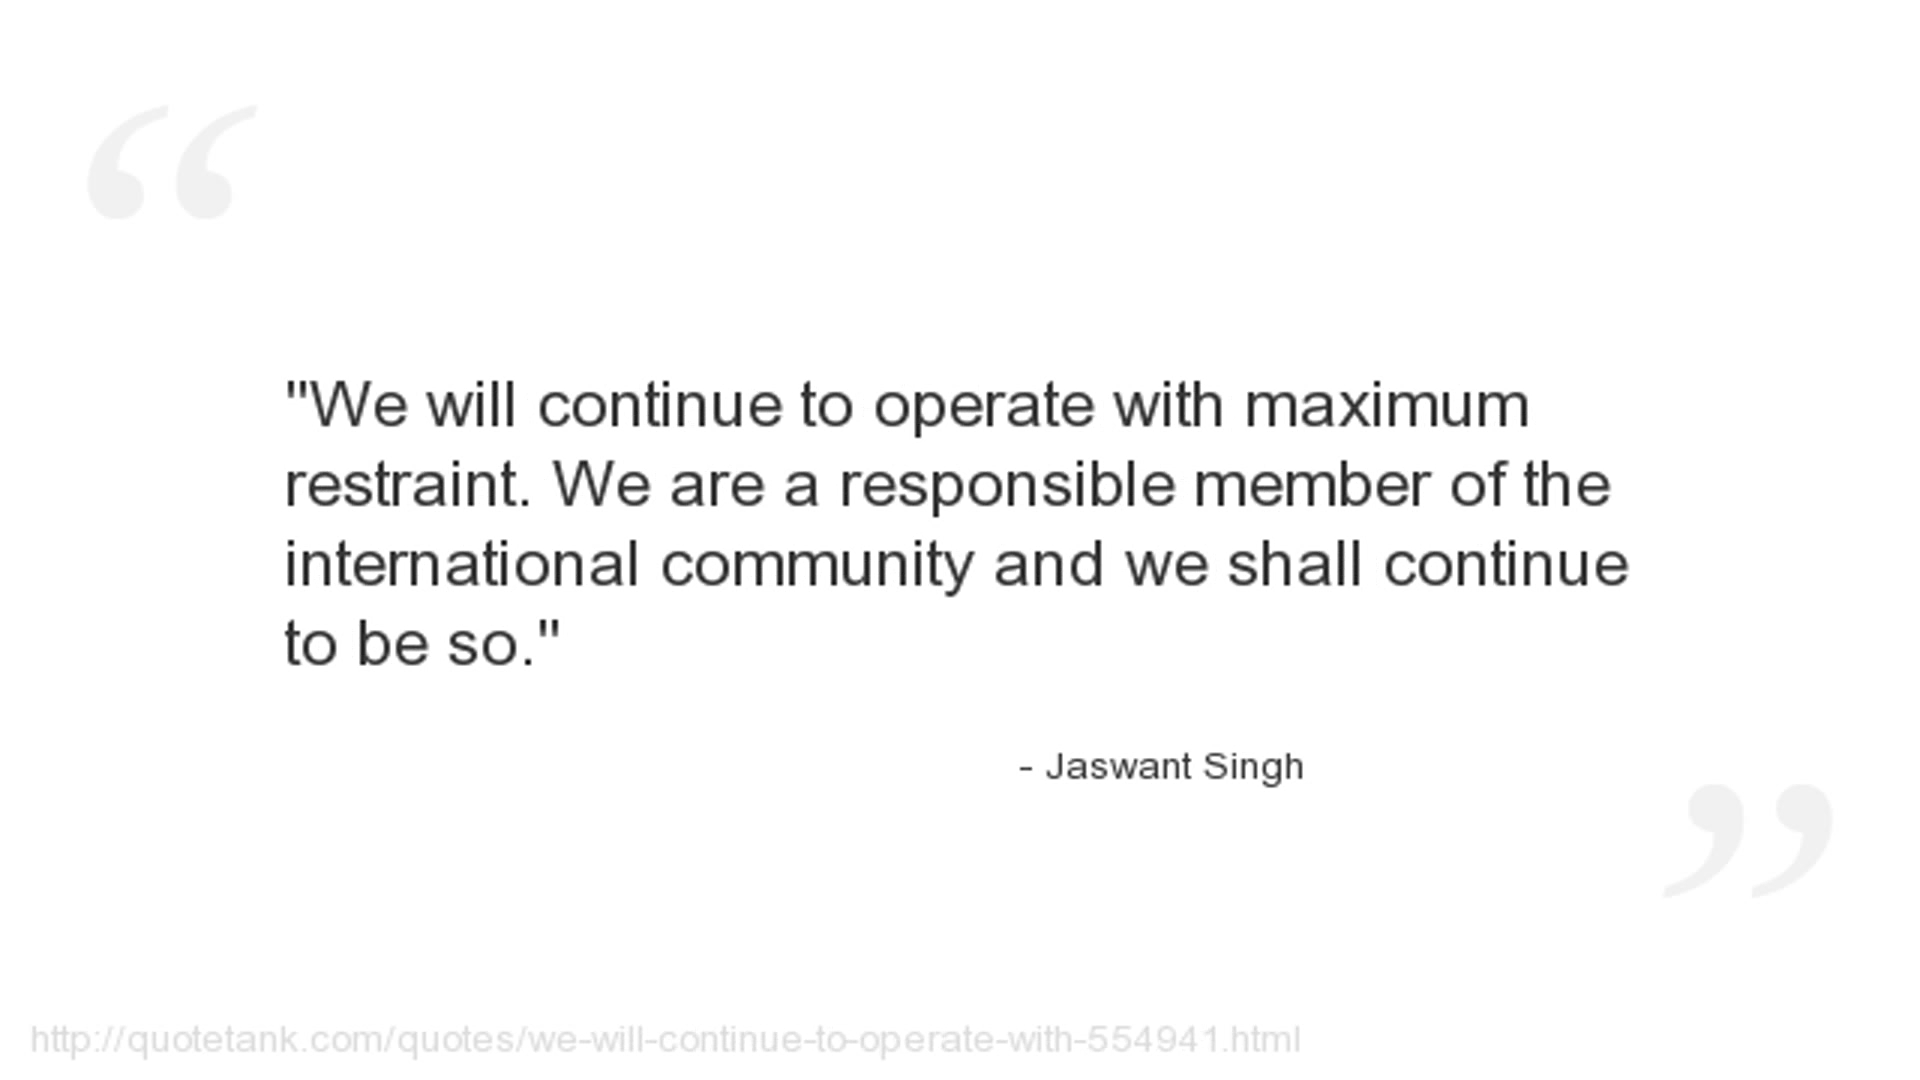 "We will continue to operate with maximum
restraint. We are a responsible member of the
international community and we shall continue
to be so."
- Jaswant Singh
http://quotetank.com/quotes/we-will-continue-to-operate-with-554941.html